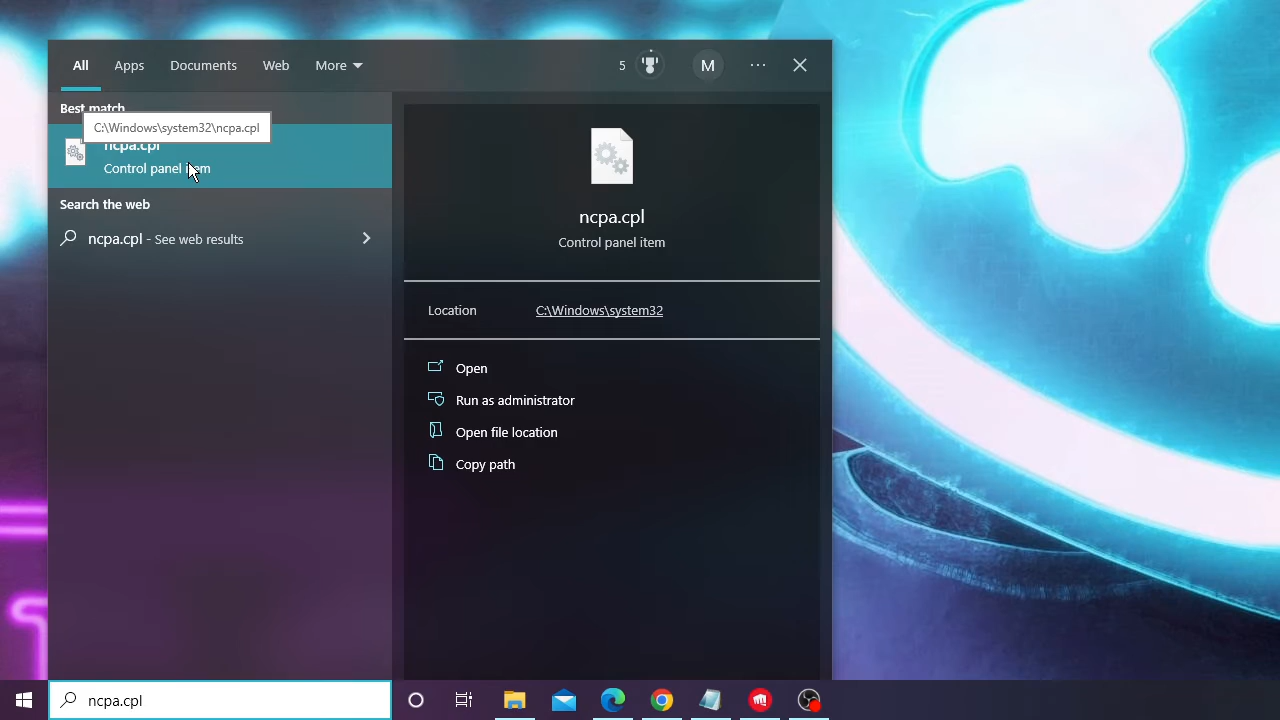 All Apps Documents Web More 5 M ...
Best match
C:\Windows\system32\ncpa.cpl
ncpa.cpl
Control panel item
Search the web
ncpa.cpl - See web results
ncpa.cpl
Control panel item
Location C:\Windows\system32
Open
Run as administrator
Open file location
Copy path
ncpa.cpl